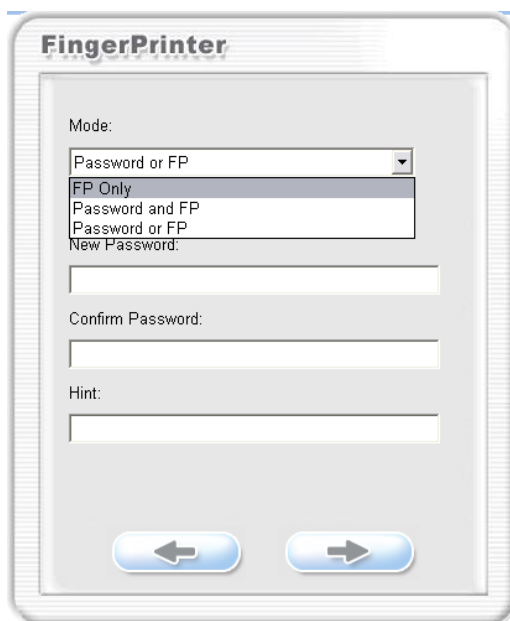 FingerPrinter
Mode:
Password or FP
FP Only
Password and FP
Password or FP
New Password:
Confirm Password:
Hint: